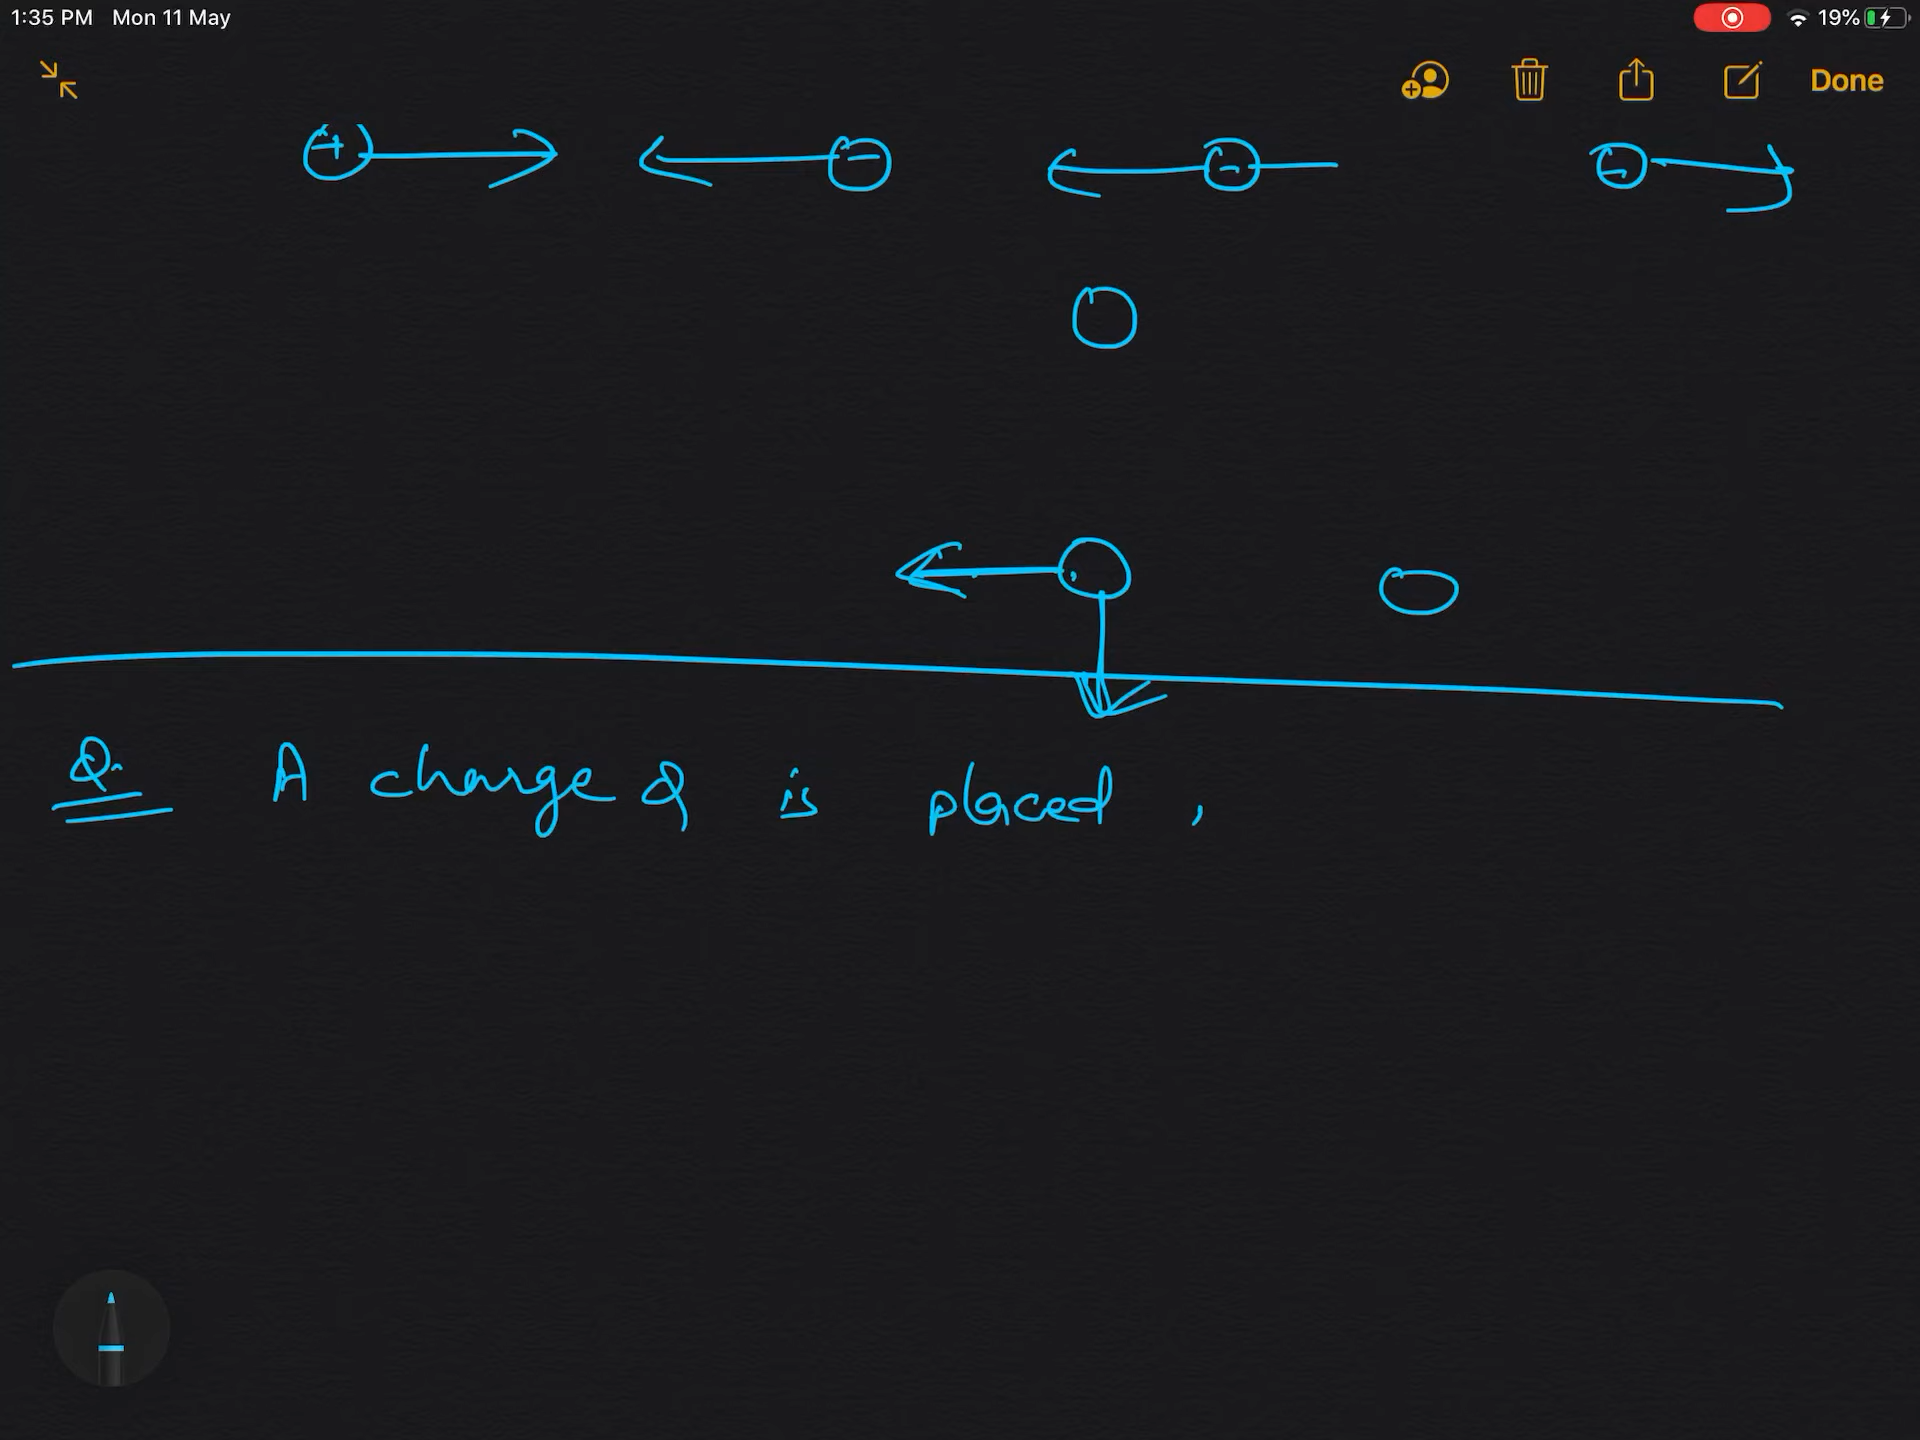 1:35 PM Mon 11 May 19%
Done
+ - - -
Q. A charge Q is placed ,